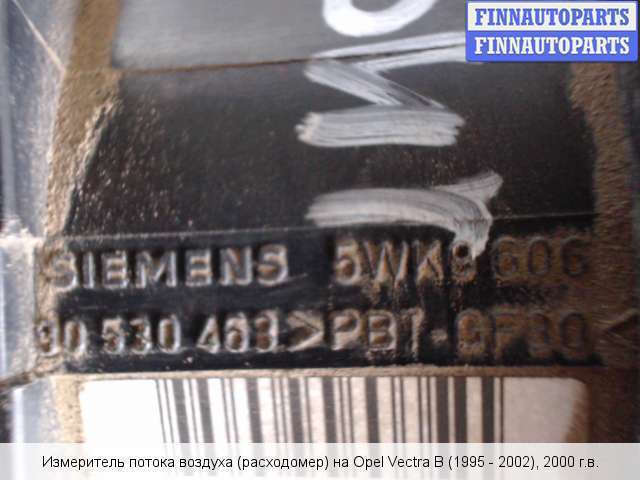 FINNAUTOPARTS
FINNAUTOPARTS
SIEMENS 5WK9 606
90 530 463 >PBT-GF30<
Измеритель потока воздуха (расходомер) на Opel Vectra B (1995 - 2002), 2000 г.в.